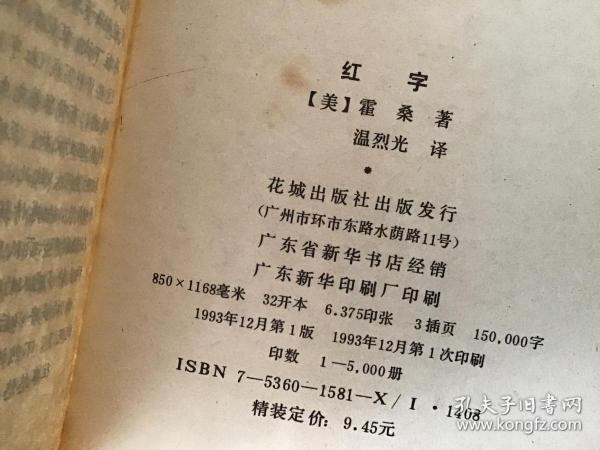 红 字
【美】霍 桑 著
温烈光 译
花城出版社出版发行
(广州市环市东路水荫路11号)
广东省新华书店经销
广东新华印刷厂印刷
850×1168毫米 32开本 6.375印张 3插页 150,000字
1993年12月第1版 1993年12月第1次印刷
印数 1—5,000册
ISBN 7—5360—1581—X/I·1408
精装定价: 9.45元
孔夫子旧书网
www.kongfz.com